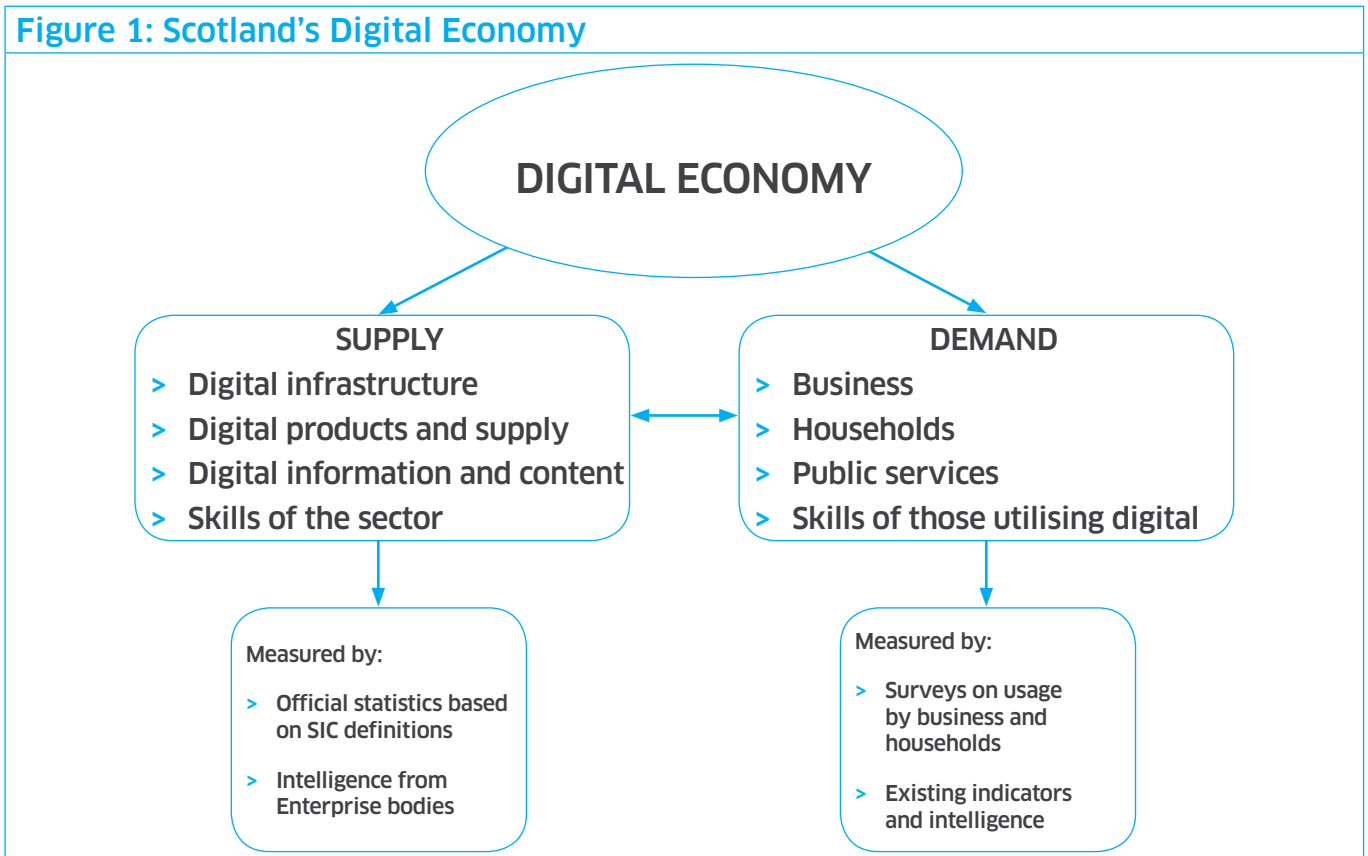 Figure 1: Scotland's Digital Economy
DIGITAL ECONOMY
SUPPLY
> Digital infrastructure
> Digital products and supply
> Digital information and content
> Skills of the sector
DEMAND
> Business
> Households
> Public services
> Skills of those utilising digital
Measured by:
> Official statistics based
on SIC definitions
> Intelligence from
Enterprise bodies
Measured by:
> Surveys on usage
by business and
households
> Existing indicators
and intelligence